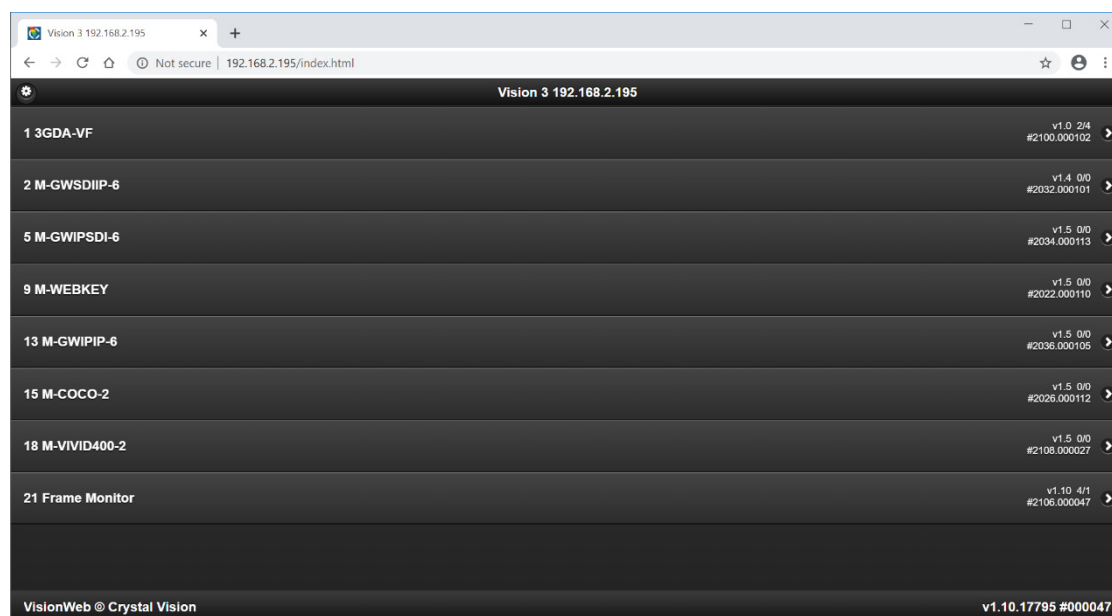 Vision 3 192.168.2.195
Not secure | 192.168.2.195/index.html
Vision 3 192.168.2.195
1 3GDA-VF
v1.0 2/4
#2100.000102
2 M-GWSDIIP-6
v1.4 0/0
#2032.000101
5 M-GWIPSDI-6
v1.5 0/0
#2034.000113
9 M-WEBKEY
v1.5 0/0
#2022.000110
13 M-GWIPIP-6
v1.5 0/0
#2036.000105
15 M-COCO-2
v1.5 0/0
#2026.000112
18 M-VIVID400-2
v1.5 0/0
#2108.000027
21 Frame Monitor
v1.10 4/1
#2106.000047
VisionWeb © Crystal Vision
v1.10.17795 #000047